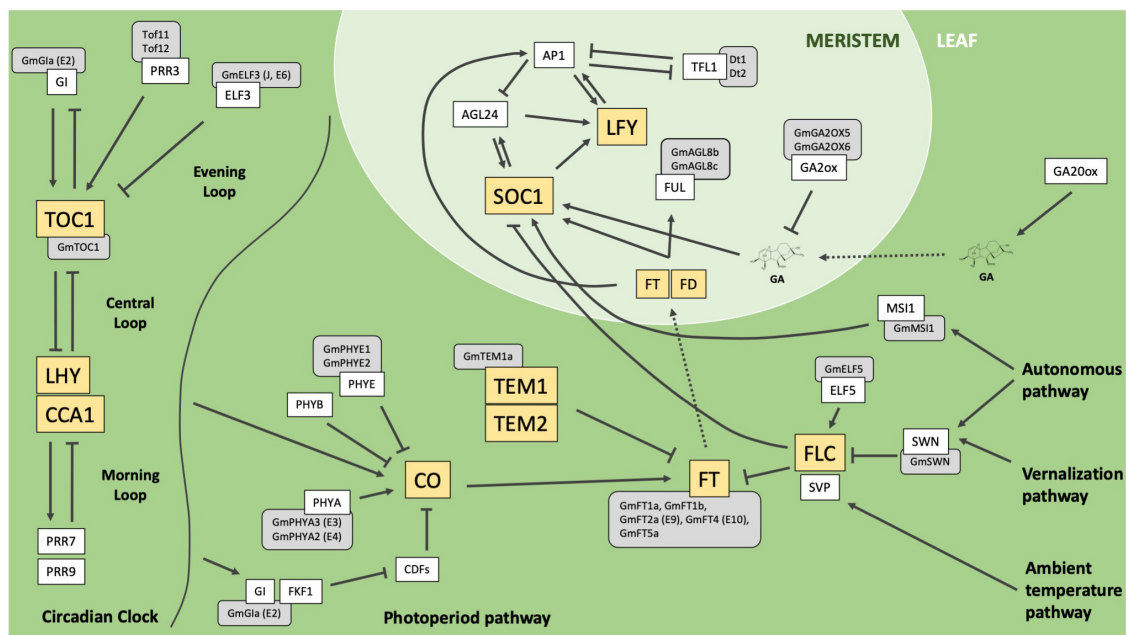 MERISTEM LEAF
GmGIa (E2)
GI
Tof11
Tof12
PRR3
GmELF3 (J, E6)
ELF3
Evening
Loop
TOC1
GmTOC1
Central
Loop
LHY
CCA1
Morning
Loop
PRR7
PRR9
Circadian Clock
AP1
TFL1
Dt1
Dt2
AGL24
LFY
SOC1
GmAGL8b
GmAGL8c
FUL
GmGA2OX5
GmGA2OX6
GA2ox
GA20ox
GA
GA
FT FD
MSI1
GmMSI1
GmPHYE1
GmPHYE2
PHYE
PHYB
GmTEM1a
TEM1
TEM2
GmELF5
ELF5
Autonomous
pathway
SWN
GmSWN
FLC
SVP
Vernalization
pathway
CO
FT
GmFT1a, GmFT1b,
GmFT2a (E9), GmFT4 (E10),
GmFT5a
PHYA
GmPHYA3 (E3)
GmPHYA2 (E4)
CDFs
GI FKF1
GmGIa (E2)
Photoperiod pathway
Ambient
temperature
pathway